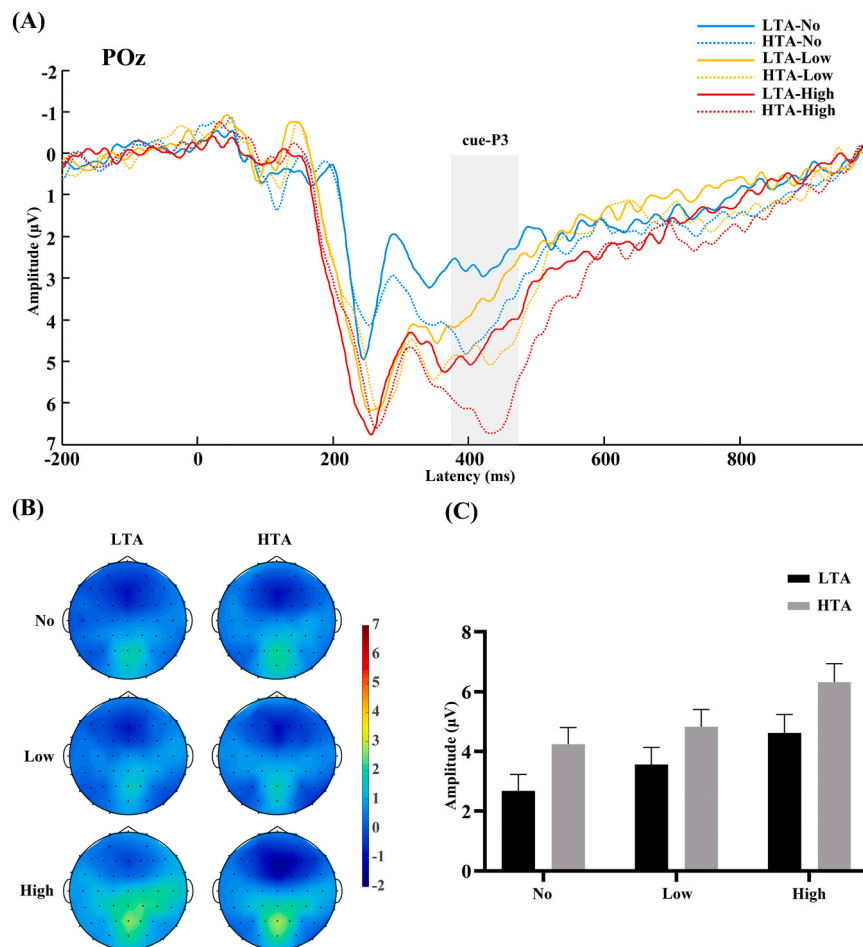 (A)
POz
LTA-No
HTA-No
LTA-Low
HTA-Low
LTA-High
HTA-High
cue-P3
Amplitude (μV)
-2
-1
0
1
2
3
4
5
6
7
-200
0
200
400
600
800
Latency (ms)
(B)
LTA
HTA
No
Low
High
7
6
5
4
3
2
1
0
-1
-2
(C)
LTA
HTA
Amplitude (μV)
8
6
4
2
0
No
Low
High